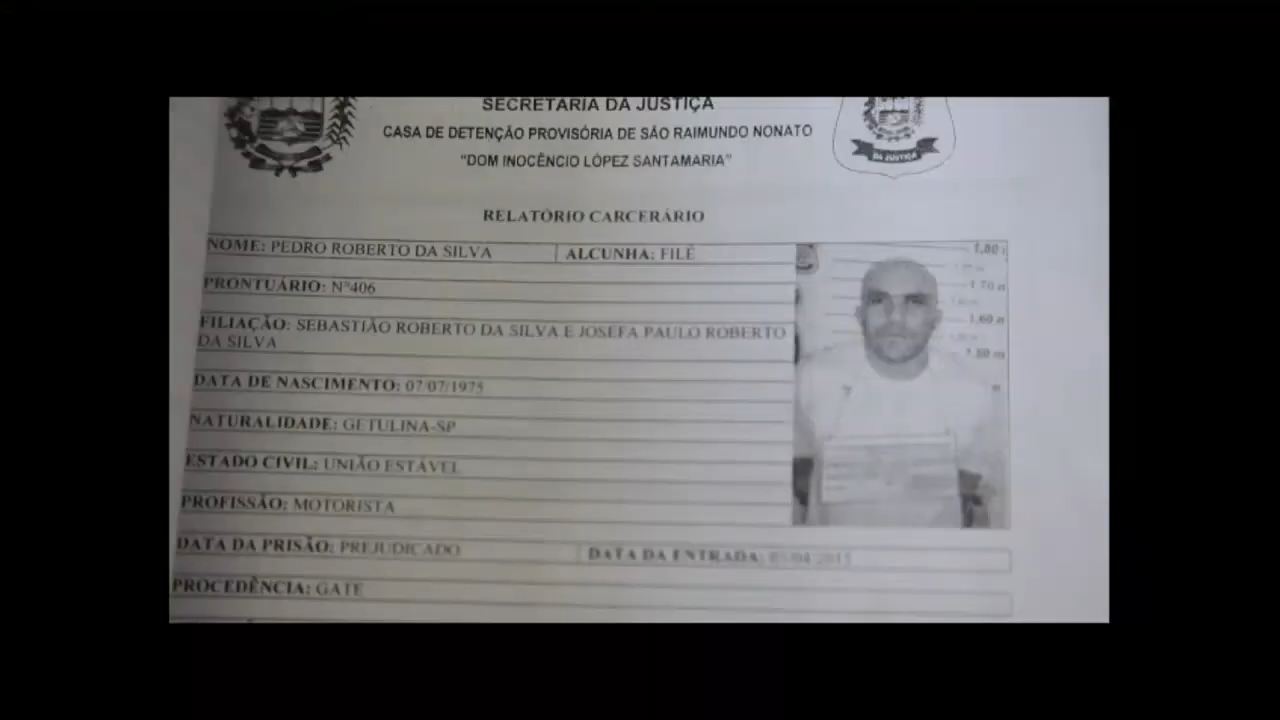 SECRETARIA DA JUSTIÇA
CASA DE DETENÇÃO PROVISÓRIA DE SÃO RAIMUNDO NONATO
"DOM INOCÊNCIO LÓPEZ SANTAMARIA"
DA JUSTIÇA
RELATÓRIO CARCERÁRIO
NOME: PEDRO ROBERTO DA SILVA
ALCUNHA: FILÉ
PRONTUÁRIO: Nº406
FILIAÇÃO: SEBASTIÃO ROBERTO DA SILVA E JOSEFA PAULO ROBERTO
DA SILVA
DATA DE NASCIMENTO: 07/07/1975
NATURALIDADE: GETULINA-SP
ESTADO CIVIL: UNIÃO ESTÁVEL
PROFISSÃO: MOTORISTA
DATA DA PRISÃO: PREJUDICADO
DATA DA ENTRADA:
PROCEDÊNCIA: GATE
1,80
1,70 m
1,60 m